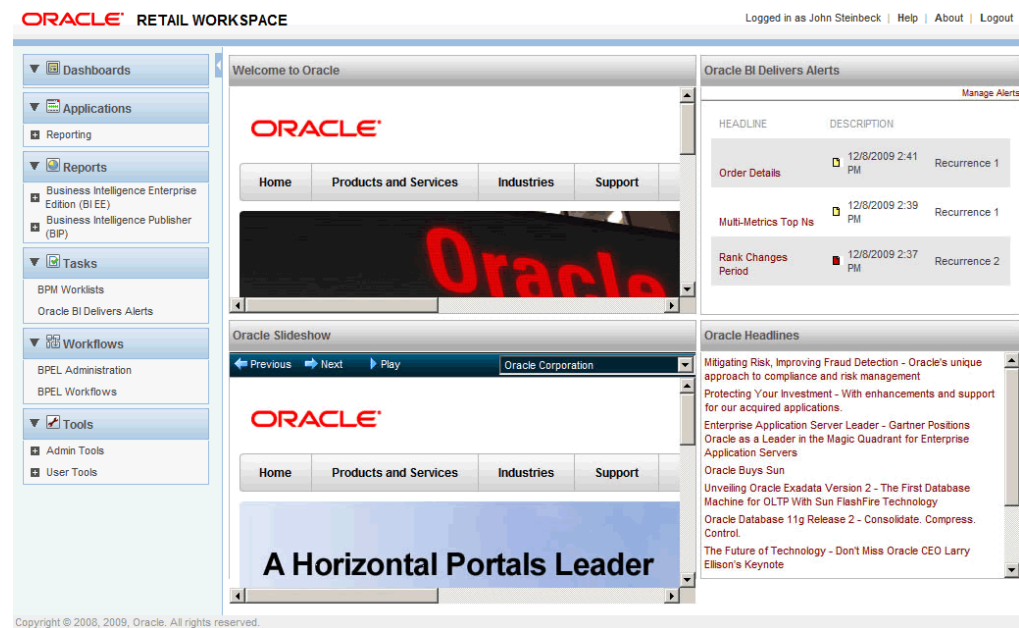 ORACLE RETAIL WORKSPACE
Logged in as John Steinbeck | Help | About | Logout
Dashboards
Applications
Reporting
Reports
Business Intelligence Enterprise
Edition (BI EE)
Business Intelligence Publisher
(BIP)
Tasks
BPM Worklists
Oracle BI Delivers Alerts
Workflows
BPEL Administration
BPEL Workflows
Tools
Admin Tools
User Tools
Welcome to Oracle
ORACLE
Home Products and Services Industries Support
Oracle
Oracle BI Delivers Alerts
Manage Alerts
HEADLINE DESCRIPTION
Order Details 12/8/2009 2:41 PM Recurrence 1
Multi-Metrics Top Ns 12/8/2009 2:39 PM Recurrence 1
Rank Changes
Period
12/8/2009 2:37 PM Recurrence 2
Oracle Slideshow
Previous Next Play Oracle Corporation
ORACLE
Home Products and Services Industries Support
A Horizontal Portals Leader
Oracle Headlines
Mitigating Risk, Improving Fraud Detection - Oracle's unique
approach to compliance and risk management
Protecting Your Investment - With enhancements and support
for our acquired applications.
Enterprise Application Server Leader - Gartner Positions
Oracle as a Leader in the Magic Quadrant for Enterprise
Application Servers
Oracle Buys Sun
Unveiling Oracle Exadata Version 2 - The First Database
Machine for OLTP With Sun FlashFire Technology
Oracle Database 11g Release 2 - Consolidate. Compress.
Control.
The Future of Technology - Don't Miss Oracle CEO Larry
Ellison's Keynote
Copyright © 2008, 2009, Oracle. All rights reserved.